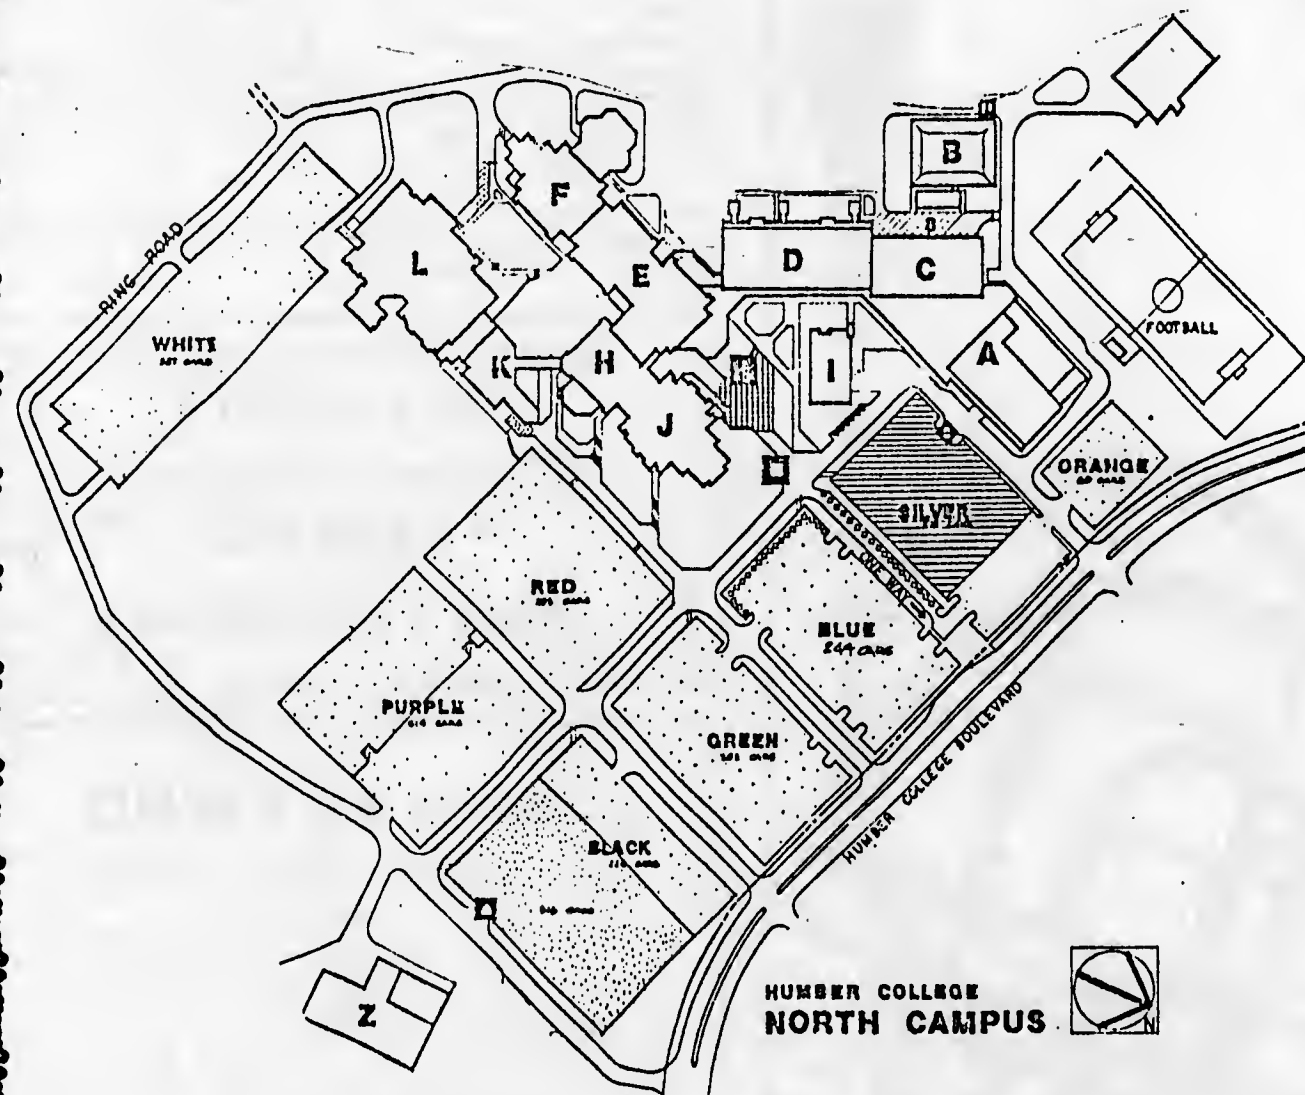 B
F
D
C
L
E
RING ROAD
FOOTBALL
WHITE
A
K
H
I
J
ORANGE
SILVER
RED
ONE WAY
BLUE
244 CARS
PURPLE
GREEN
HUMBER COLLEGE BOULEVARD
BLACK
HUMBER COLLEGE
NORTH CAMPUS
N
Z